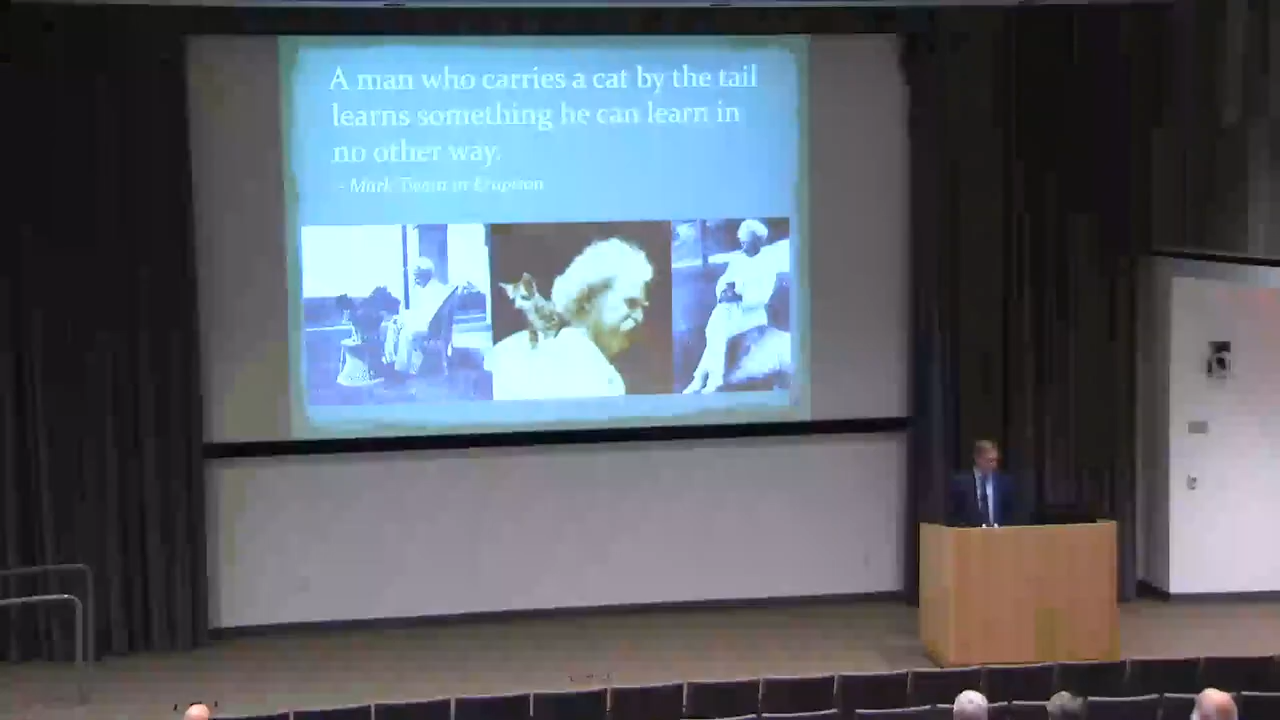 A man who carries a cat by the tail
learns something he can learn in
no other way.
- Mark Twain in Eruption